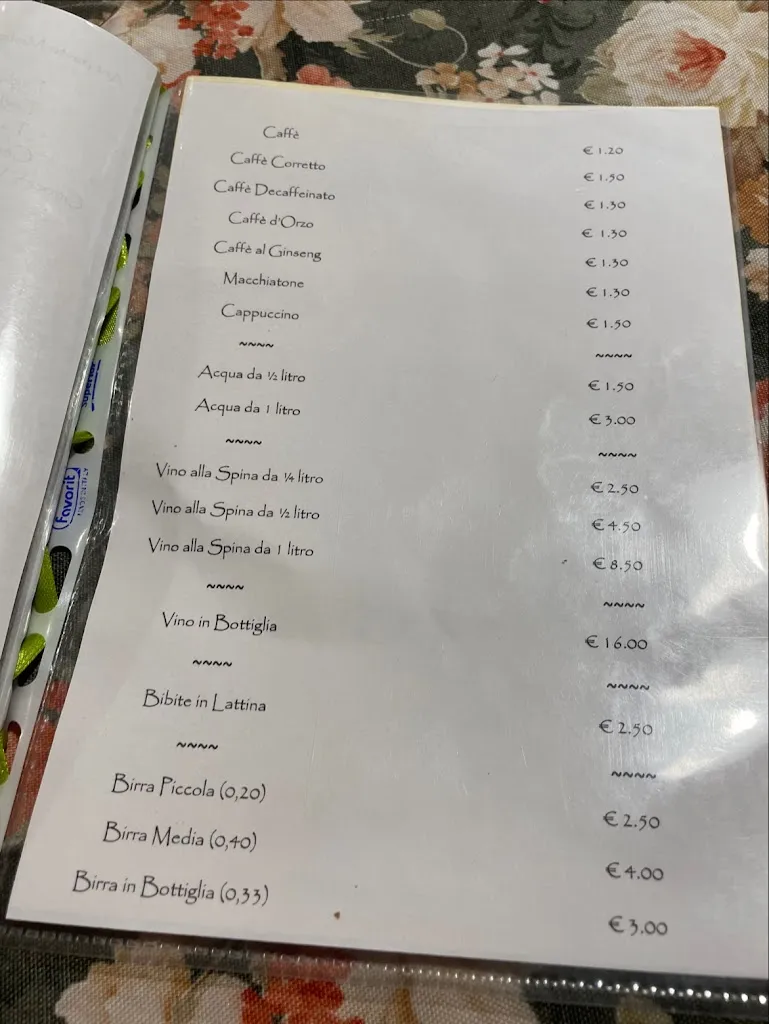 Caffè € 1.20
Caffè Corretto € 1.50
Caffè Decaffeinato € 1.30
Caffè d'Orzo € 1.30
Caffè al Ginseng € 1.30
Macchiatone € 1.30
Cappuccino € 1.50
~~~~ ~~~~
Acqua da ½ litro € 1.50
Acqua da 1 litro € 3.00
~~~~ ~~~~
Vino alla Spina da ¼ litro € 2.50
Vino alla Spina da ½ litro € 4.50
Vino alla Spina da 1 litro € 8.50
~~~~ ~~~~
Vino in Bottiglia € 16.00
~~~~ ~~~~
Bibite in Lattina € 2.50
~~~~ ~~~~
Birra Piccola (0,20) € 2.50
Birra Media (0,40) € 4.00
Birra in Bottiglia (0,33) € 3.00
superior
Favorit